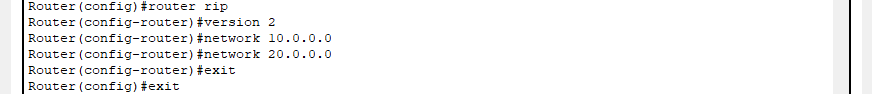 Router(config)#router rip
Router(config-router)#version 2
Router(config-router)#network 10.0.0.0
Router(config-router)#network 20.0.0.0
Router(config-router)#exit
Router(config)#exit